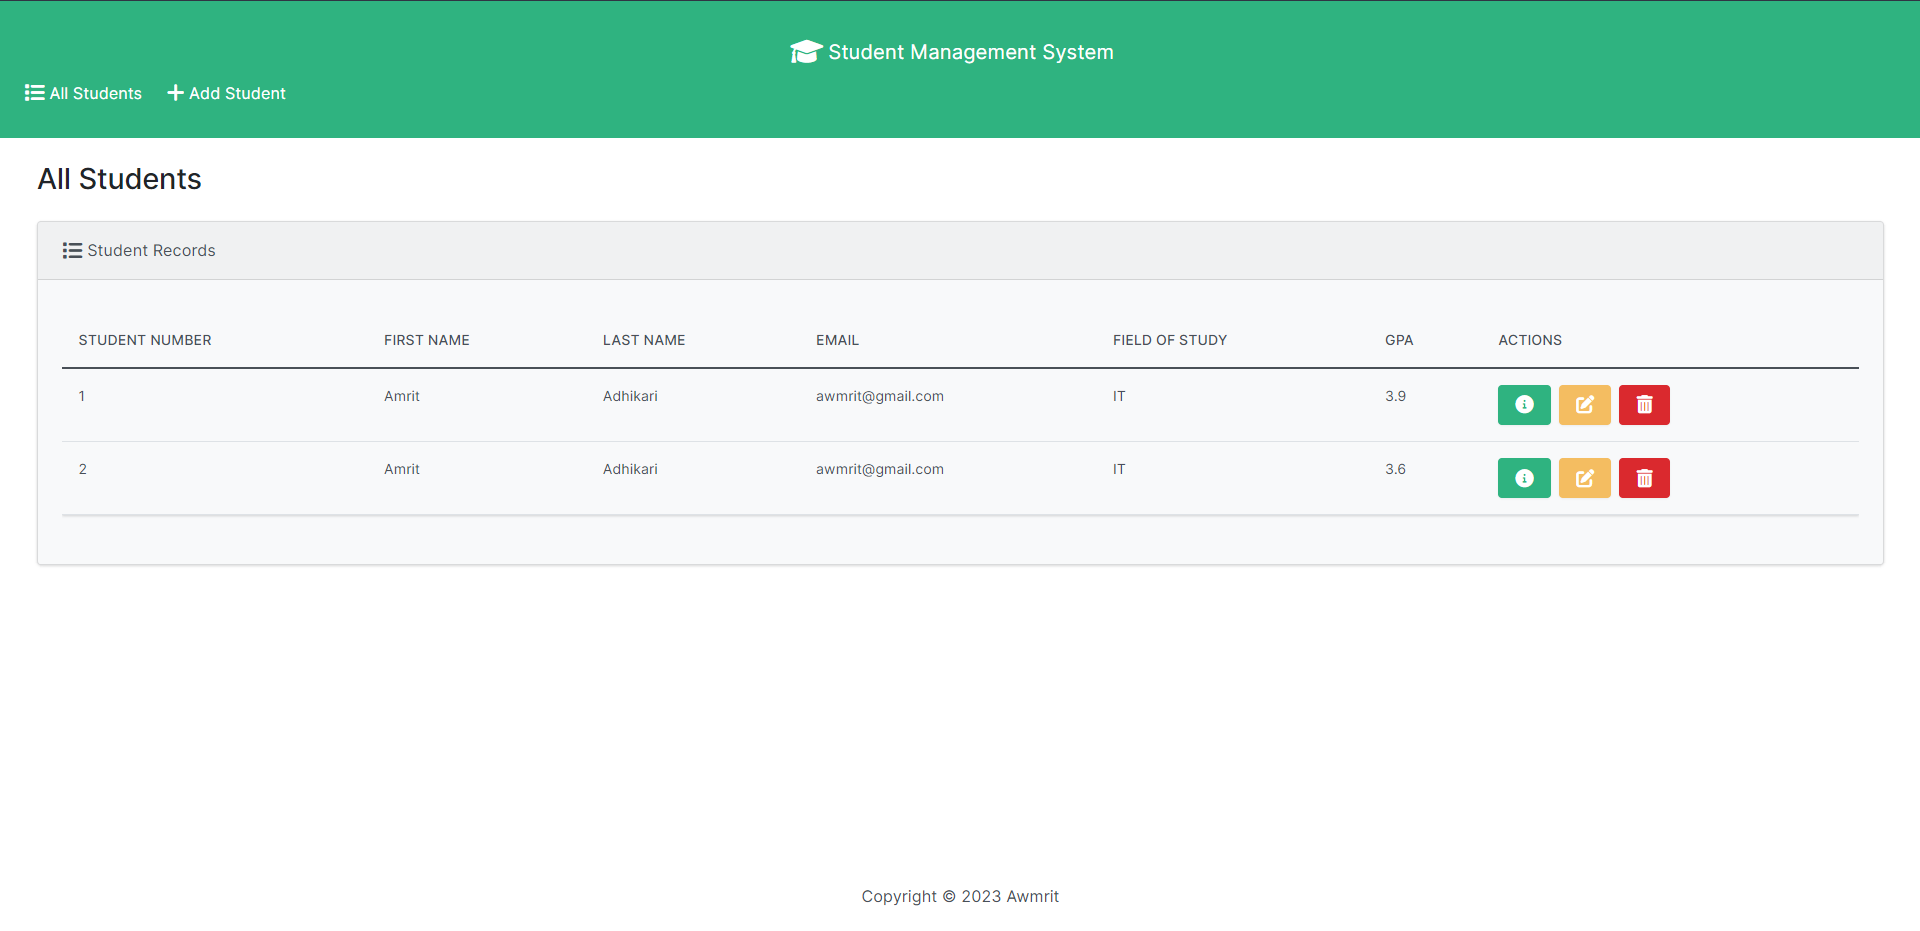 Student Management System
All Students Add Student
All Students
Student Records
STUDENT NUMBER FIRST NAME LAST NAME EMAIL FIELD OF STUDY GPA ACTIONS
1 Amrit Adhikari awmrit@gmail.com IT 3.9
2 Amrit Adhikari awmrit@gmail.com IT 3.6
Copyright © 2023 Awmrit